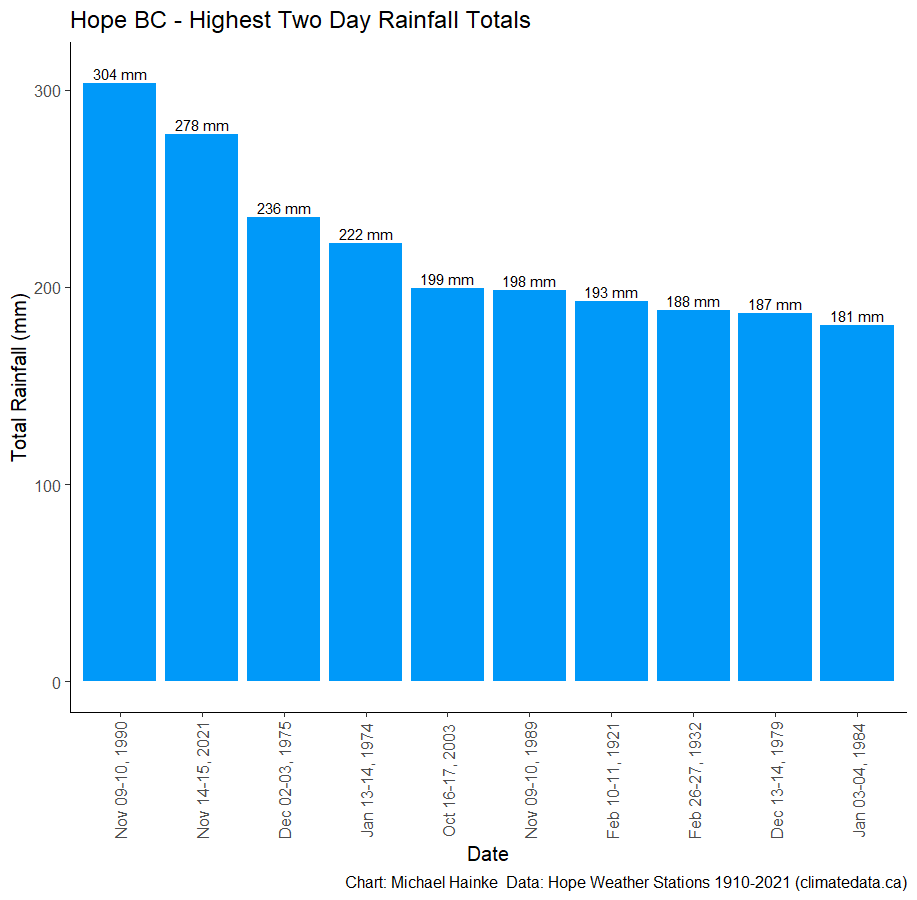 Hope BC - Highest Two Day Rainfall Totals
304 mm
278 mm
236 mm
222 mm
199 mm
198 mm
193 mm
188 mm
187 mm
181 mm
300
200
100
0
Total Rainfall (mm)
Nov 09-10, 1990
Nov 14-15, 2021
Dec 02-03, 1975
Jan 13-14, 1974
Oct 16-17, 2003
Nov 09-10, 1989
Feb 10-11, 1921
Feb 26-27, 1932
Dec 13-14, 1979
Jan 03-04, 1984
Date
Chart: Michael Hainke  Data: Hope Weather Stations 1910-2021 (climatedata.ca)